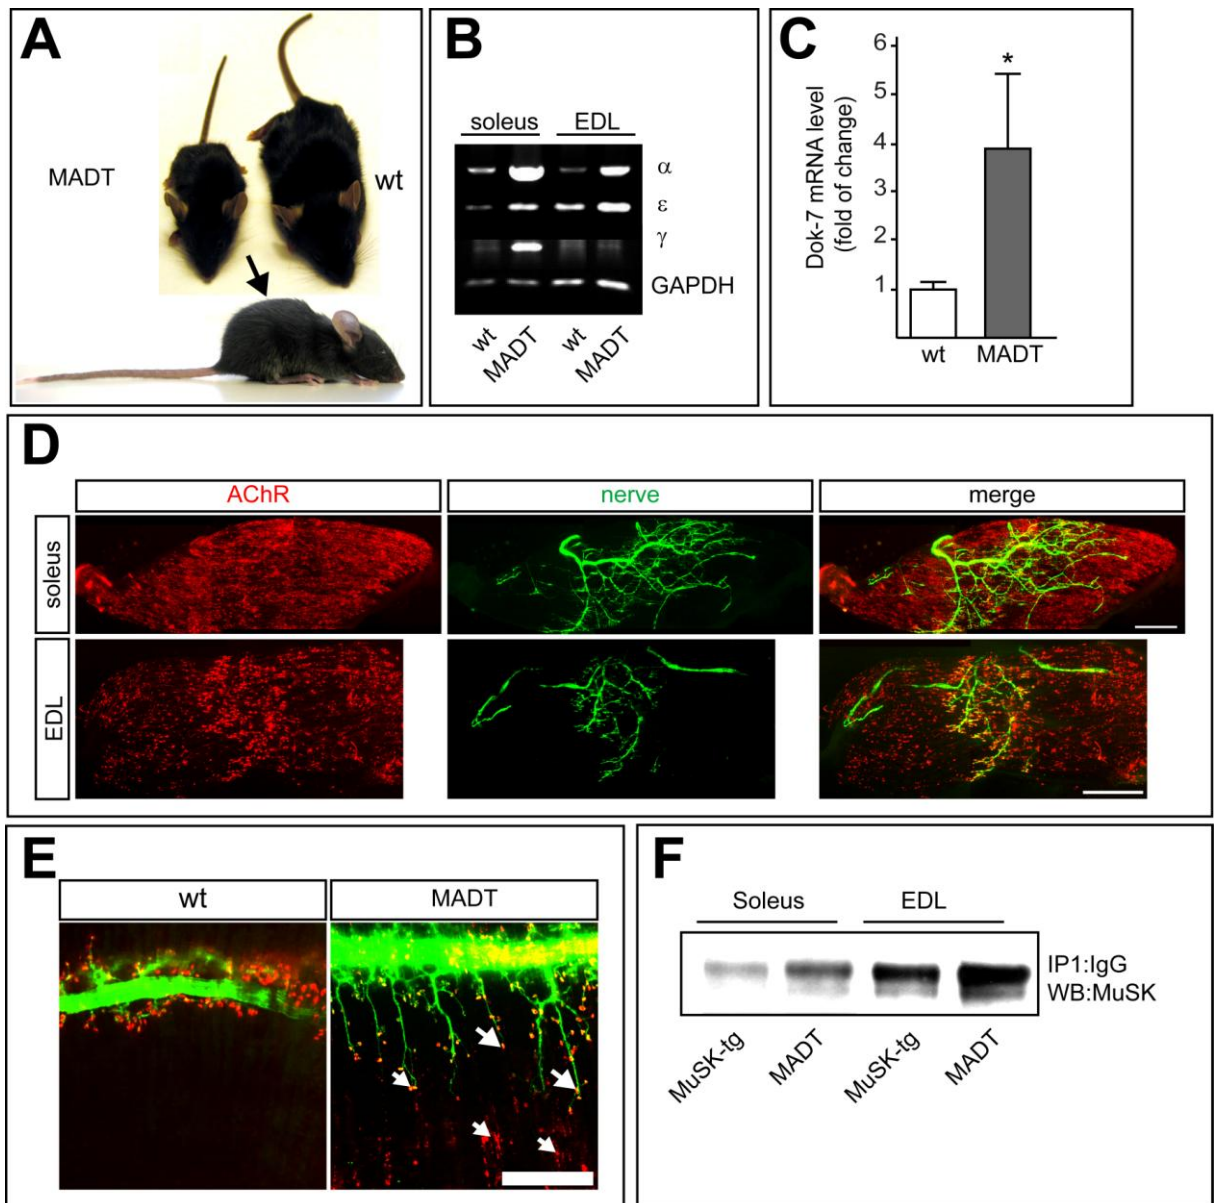 A
MADT
wt
B
soleus EDL
α
ε
γ
GAPDH
wt MADT wt MADT
C
Dok-7 mRNA level
(fold of change)
6
5
4
3
2
1
*
wt MADT
D
AChR nerve merge
soleus
EDL
E
wt MADT
F
Soleus EDL
IP1:IgG
WB:MuSK
MuSK-tg MADT MuSK-tg MADT